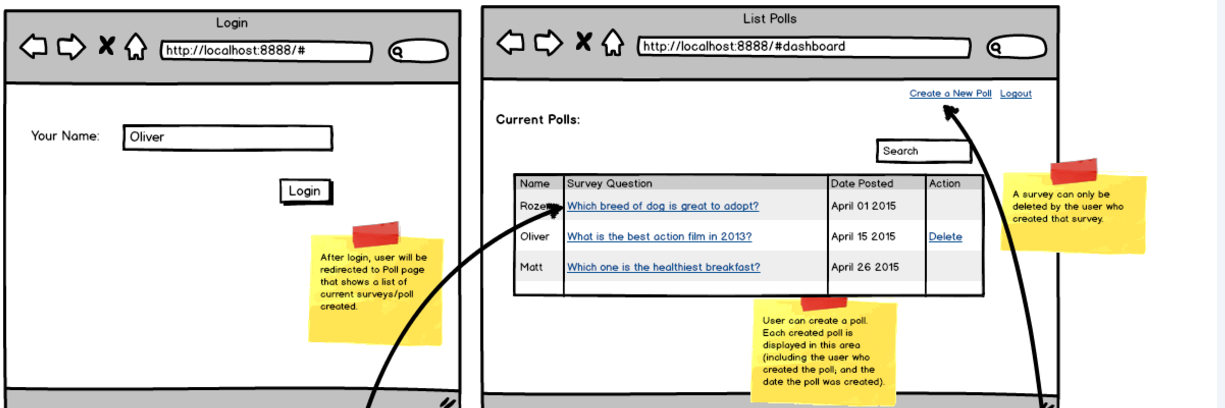 Login
http://localhost:8888/#
Your Name: Oliver
Login
After login, user will be
redirected to Poll page
that shows a list of
current surveys/poll
created.
List Polls
http://localhost:8888/#dashboard
Create a New Poll Logout
Current Polls:
Search
Name Survey Question Date Posted Action
Which breed of dog is great to adopt? April 01 2015
Oliver What is the best action film in 2013? April 15 2015 Delete
Matt Which one is the healthiest breakfast? April 26 2015
A survey can only be
deleted by the user who
created that survey.
User can create a poll.
Each created poll is
displayed in this area
(including the user who
created the poll; and the
date the poll was created).